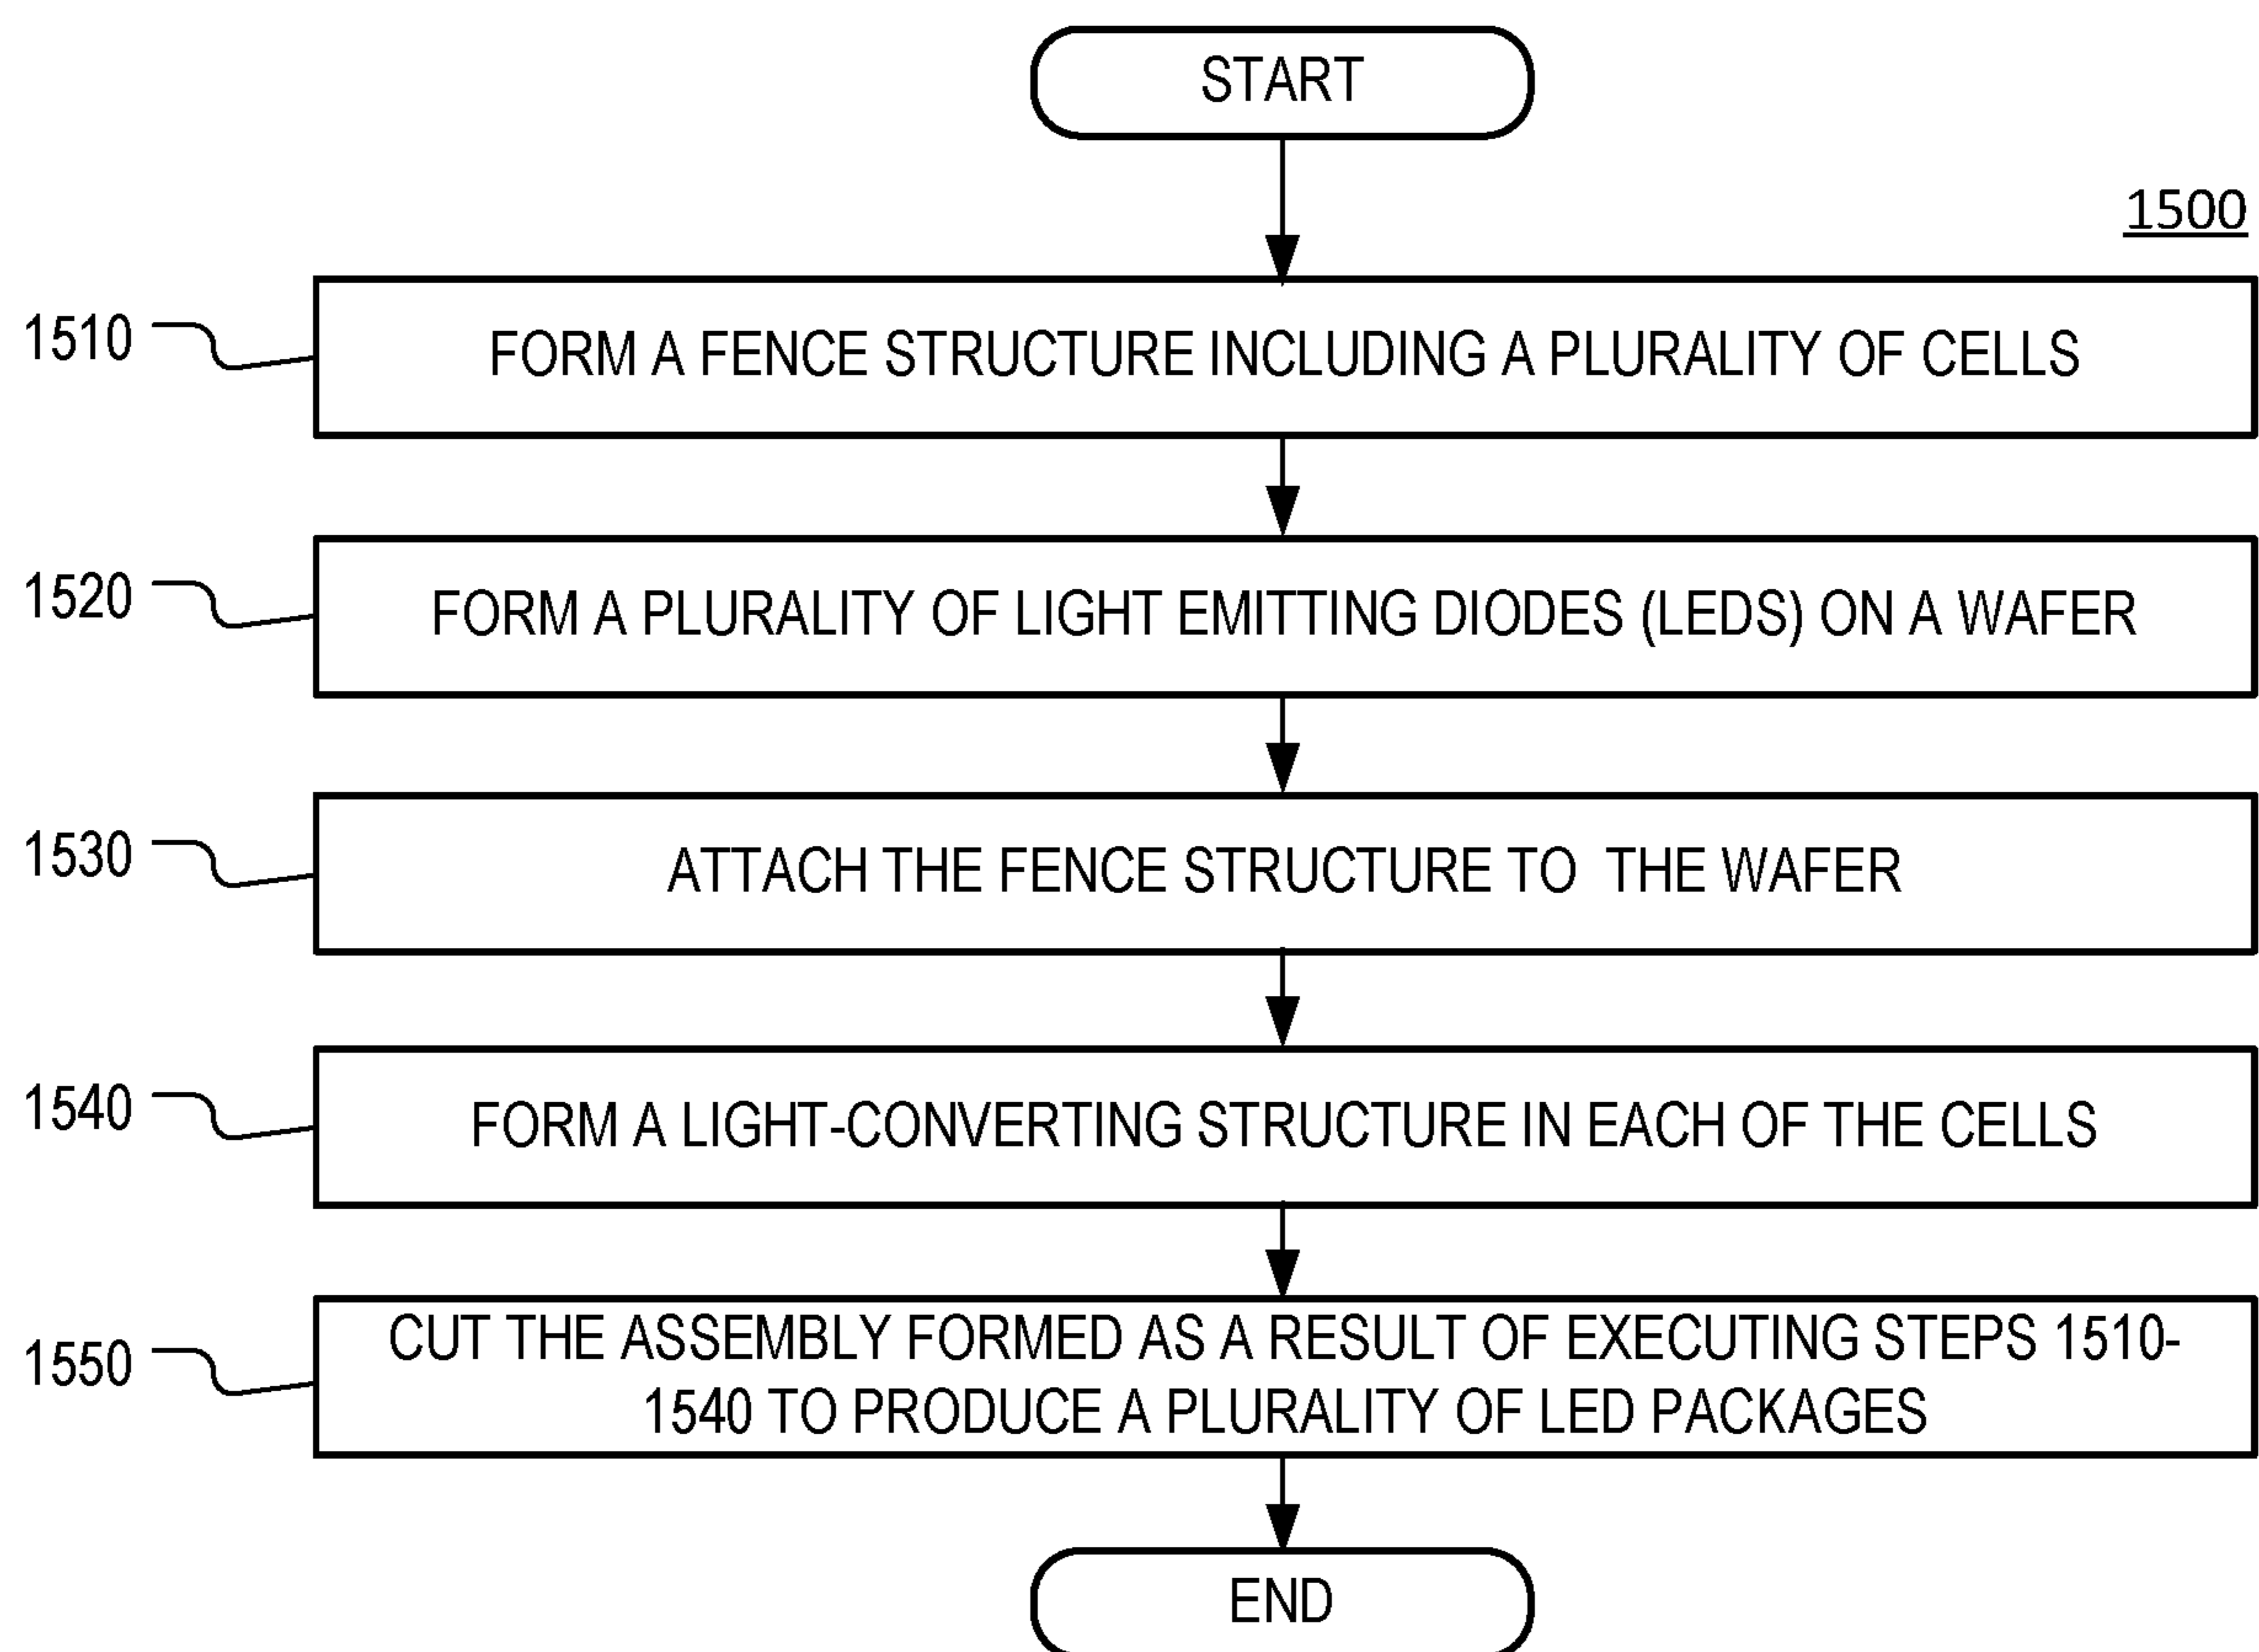 START
1500
1510
FORM A FENCE STRUCTURE INCLUDING A PLURALITY OF CELLS
1520
FORM A PLURALITY OF LIGHT EMITTING DIODES (LEDS) ON A WAFER
1530
ATTACH THE FENCE STRUCTURE TO THE WAFER
1540
FORM A LIGHT-CONVERTING STRUCTURE IN EACH OF THE CELLS
1550
CUT THE ASSEMBLY FORMED AS A RESULT OF EXECUTING STEPS 1510-
1540 TO PRODUCE A PLURALITY OF LED PACKAGES
END